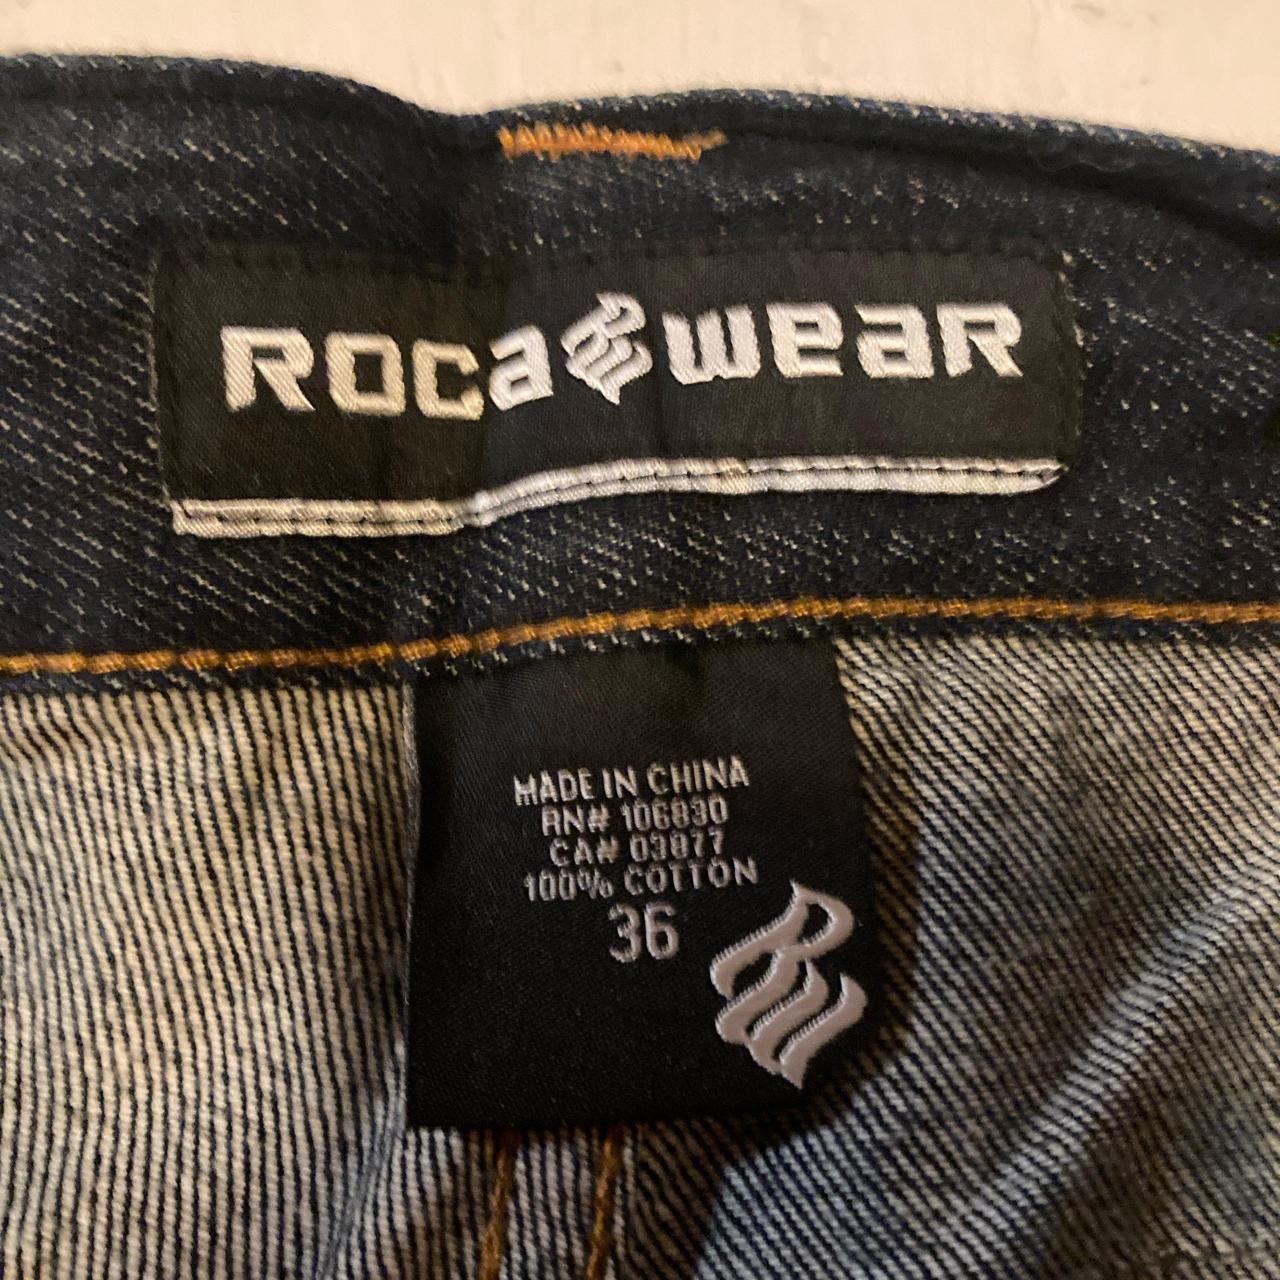 ROCaWear
MADE IN CHINA
RN# 106830
CA# 03877
100% COTTON
36